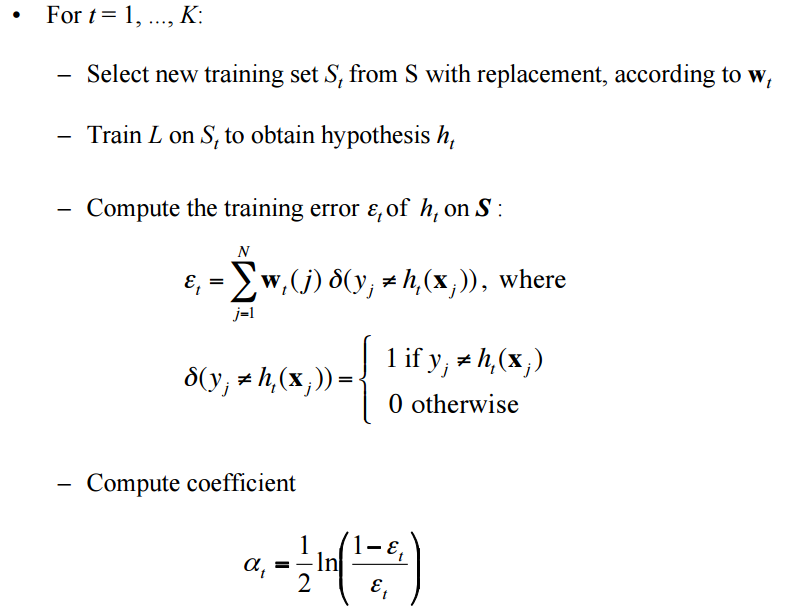 • For t = 1, ..., K:
– Select new training set S_t from S with replacement, according to w_t
– Train L on S_t to obtain hypothesis h_t
– Compute the training error ε_t of h_t on S :
ε_t = ∑_{j=1}^{N} w_t(j) δ(y_j ≠ h_t(x_j)), where
δ(y_j ≠ h_t(x_j)) = { 1 if y_j ≠ h_t(x_j)
0 otherwise
– Compute coefficient
α_t = 1/2 ln((1 − ε_t)/ε_t)